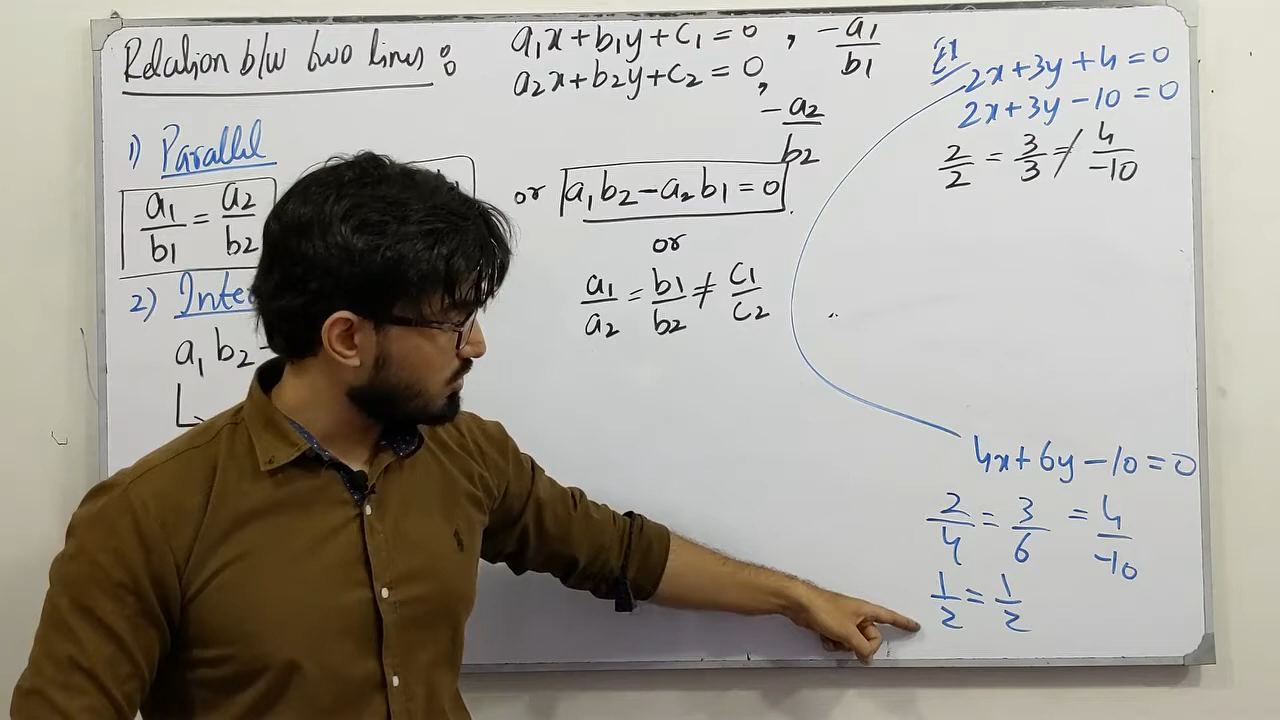 Relation b/w two lines :
a₁x + b₁y + c₁ = 0 , -a₁/b₁
a₂x + b₂y + c₂ = 0 , -a₂/b₂
1) Parallel
a₁/b₁ = a₂/b₂
or a₁b₂ - a₂b₁ = 0 .
or
a₁/a₂ = b₁/b₂ ≠ c₁/c₂
2) Inte
a₁b₂ -
Ex 2x + 3y + 4 = 0
2x + 3y - 10 = 0
2/2 = 3/3 ≠ 4/-10
4x + 6y - 10 = 0
2/4 = 3/6 = 4/-10
1/2 = 1/2